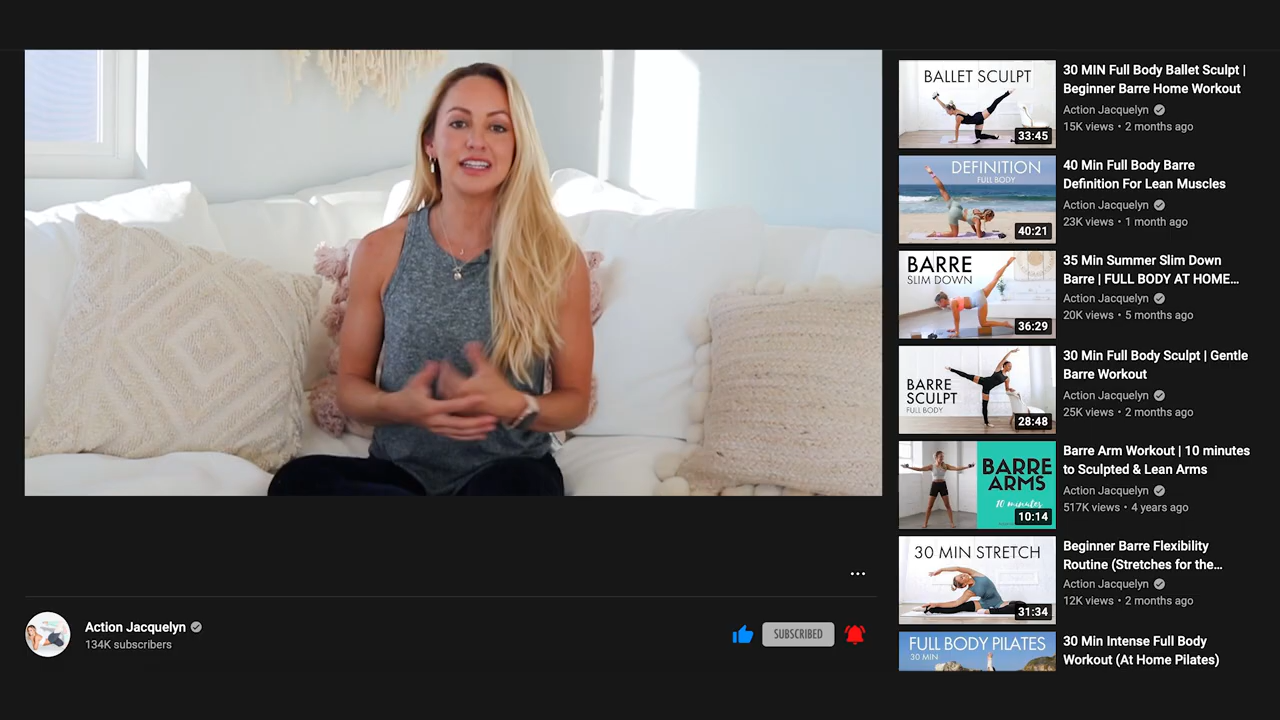 Action Jacquelyn
134K subscribers
SUBSCRIBED
BALLET SCULPT
33:45
30 MIN Full Body Ballet Sculpt |
Beginner Barre Home Workout
Action Jacquelyn
15K views • 2 months ago
DEFINITION
FULL BODY
40:21
40 Min Full Body Barre
Definition For Lean Muscles
Action Jacquelyn
23K views • 1 month ago
BARRE
SLIM DOWN
36:29
35 Min Summer Slim Down
Barre | FULL BODY AT HOME...
Action Jacquelyn
20K views • 5 months ago
BARRE
SCULPT
FULL BODY
28:48
30 Min Full Body Sculpt | Gentle
Barre Workout
Action Jacquelyn
25K views • 2 months ago
BARRE
ARMS
10 minutes
10:14
Barre Arm Workout | 10 minutes
to Sculpted & Lean Arms
Action Jacquelyn
517K views • 4 years ago
30 MIN STRETCH
31:34
Beginner Barre Flexibility
Routine (Stretches for the...
Action Jacquelyn
12K views • 2 months ago
FULL BODY PILATES
30 MIN
30 Min Intense Full Body
Workout (At Home Pilates)